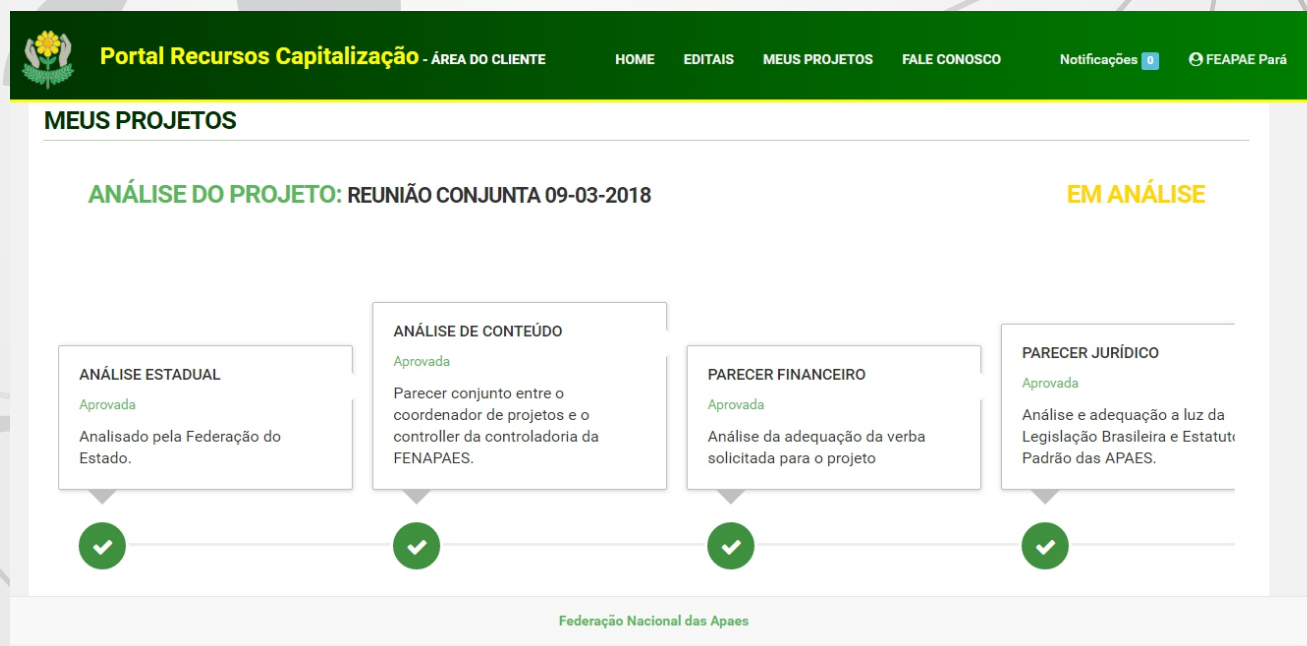 Portal Recursos Capitalização - ÁREA DO CLIENTE HOME EDITAIS MEUS PROJETOS FALE CONOSCO Notificações 0 FEAPAE Pará
MEUS PROJETOS
ANÁLISE DO PROJETO: REUNIÃO CONJUNTA 09-03-2018 EM ANÁLISE
ANÁLISE ESTADUAL
Aprovada
Analisado pela Federação do
Estado.
ANÁLISE DE CONTEÚDO
Aprovada
Parecer conjunto entre o
coordenador de projetos e o
controller da controladoria da
FENAPAES.
PARECER FINANCEIRO
Aprovada
Análise da adequação da verba
solicitada para o projeto
PARECER JURÍDICO
Aprovada
Análise e adequação a luz da
Legislação Brasileira e Estatuto
Padrão das APAES.
Federação Nacional das Apaes